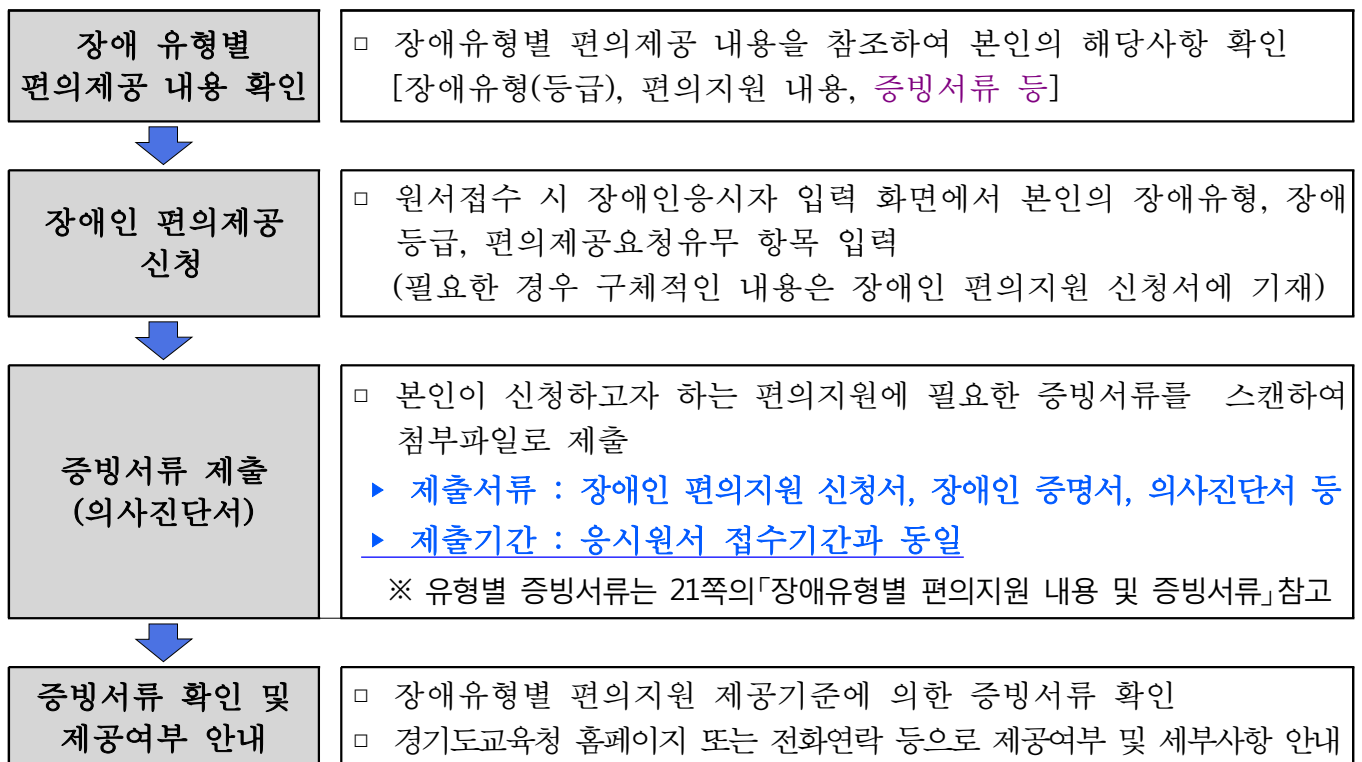 장애 유형별
편의제공 내용 확인
□ 장애유형별 편의제공 내용을 참조하여 본인의 해당사항 확인
[장애유형(등급), 편의지원 내용, 증빙서류 등]
장애인 편의제공
신청
□ 원서접수 시 장애인응시자 입력 화면에서 본인의 장애유형, 장애
등급, 편의제공요청유무 항목 입력
(필요한 경우 구체적인 내용은 장애인 편의지원 신청서에 기재)
증빙서류 제출
(의사진단서)
□ 본인이 신청하고자 하는 편의지원에 필요한 증빙서류를 스캔하여
첨부파일로 제출
▶ 제출서류 : 장애인 편의지원 신청서, 장애인 증명서, 의사진단서 등
▶ 제출기간 : 응시원서 접수기간과 동일
※ 유형별 증빙서류는 21쪽의「장애유형별 편의지원 내용 및 증빙서류」참고
증빙서류 확인 및
제공여부 안내
□ 장애유형별 편의지원 제공기준에 의한 증빙서류 확인
□ 경기도교육청 홈페이지 또는 전화연락 등으로 제공여부 및 세부사항 안내